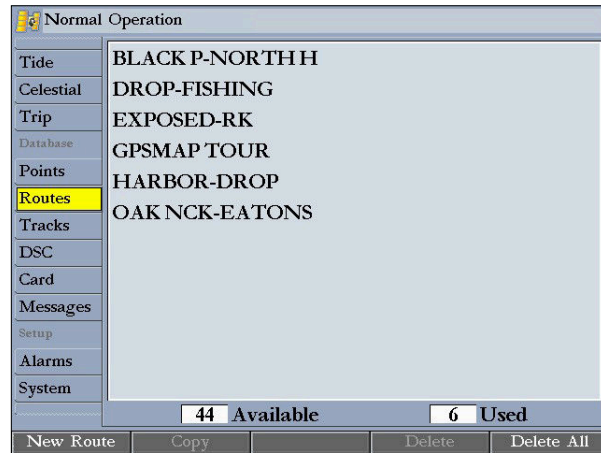 Normal Operation
Tide
Celestial
Trip
Database
Points
Routes
Tracks
DSC
Card
Messages
Setup
Alarms
System
BLACK P-NORTH H
DROP-FISHING
EXPOSED-RK
GPSMAP TOUR
HARBOR-DROP
OAK NCK-EATONS
44 Available 6 Used
New Route Copy Delete Delete All